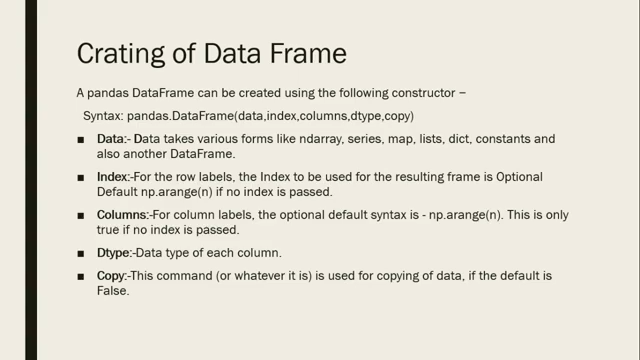 Crating of Data Frame
A pandas DataFrame can be created using the following constructor −
Syntax: pandas.DataFrame(data,index,columns,dtype,copy)
■ Data:- Data takes various forms like ndarray, series, map, lists, dict, constants and
also another DataFrame.
■ Index:-For the row labels, the Index to be used for the resulting frame is Optional
Default np.arange(n) if no index is passed.
■ Columns:-For column labels, the optional default syntax is - np.arange(n). This is only
true if no index is passed.
■ Dtype:-Data type of each column.
■ Copy:-This command (or whatever it is) is used for copying of data, if the default is
False.